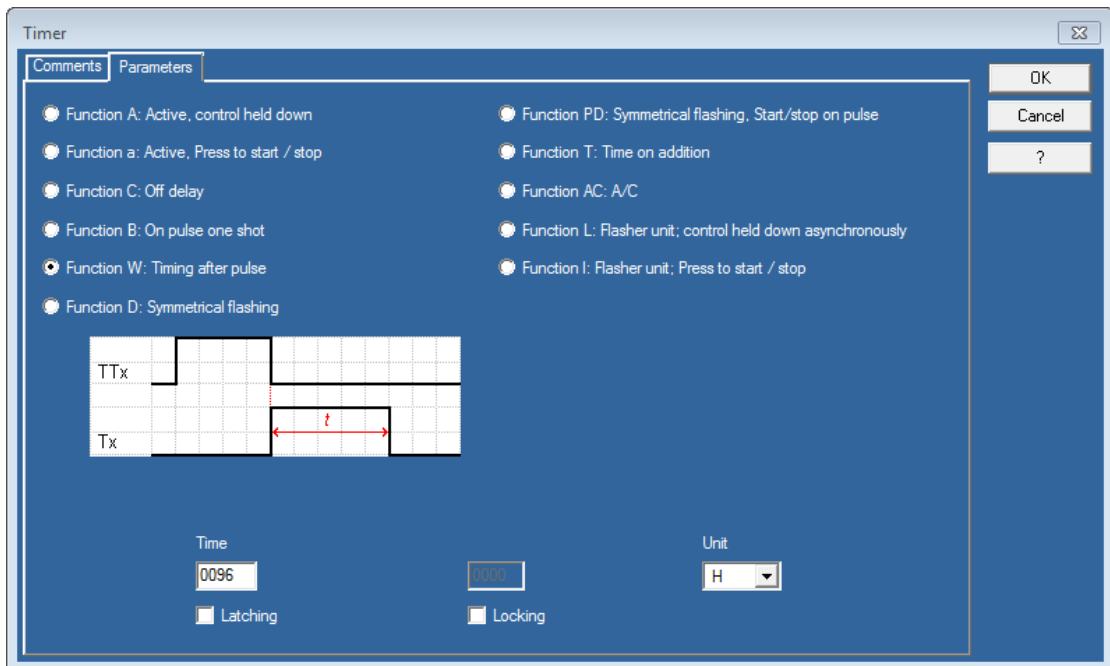 Timer
Comments
Parameters
OK
Cancel
?
Function A: Active, control held down
Function a: Active, Press to start / stop
Function C: Off delay
Function B: On pulse one shot
Function W: Timing after pulse
Function D: Symmetrical flashing
Function PD: Symmetrical flashing, Start/stop on pulse
Function T: Time on addition
Function AC: A/C
Function L: Flasher unit; control held down asynchronously
Function l: Flasher unit; Press to start / stop
TTx
t
Tx
Time
0096
0000
Unit
H
Latching
Locking